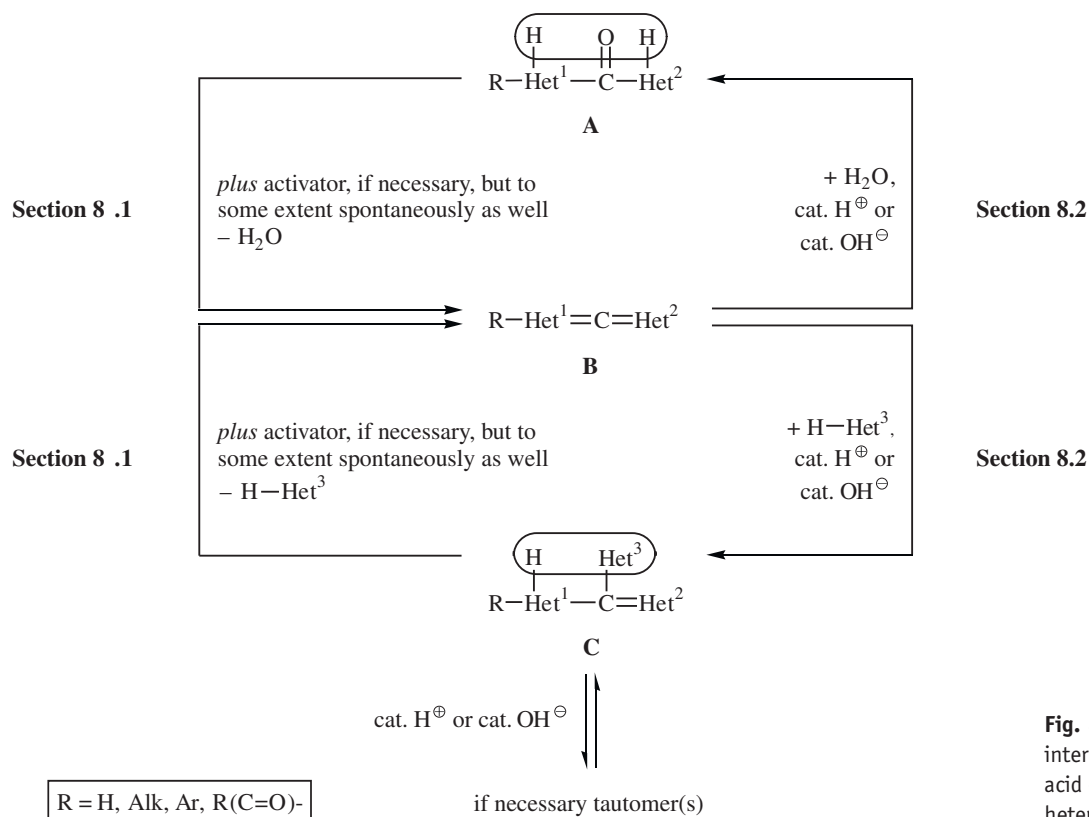 H O H
R—Het¹—C—Het²
A
plus activator, if necessary, but to
some extent spontaneously as well
– H₂O
Section 8 .1
+ H₂O,
cat. H⊕ or
cat. OH⊖
Section 8.2
R—Het¹=C=Het²
B
plus activator, if necessary, but to
some extent spontaneously as well
– H—Het³
Section 8 .1
+ H—Het³,
cat. H⊕ or
cat. OH⊖
Section 8.2
H Het³
R—Het¹—C=Het²
C
cat. H⊕ or cat. OH⊖
if necessary tautomer(s)
R = H, Alk, Ar, R(C=O)-
Fig.
inter
acid
heter